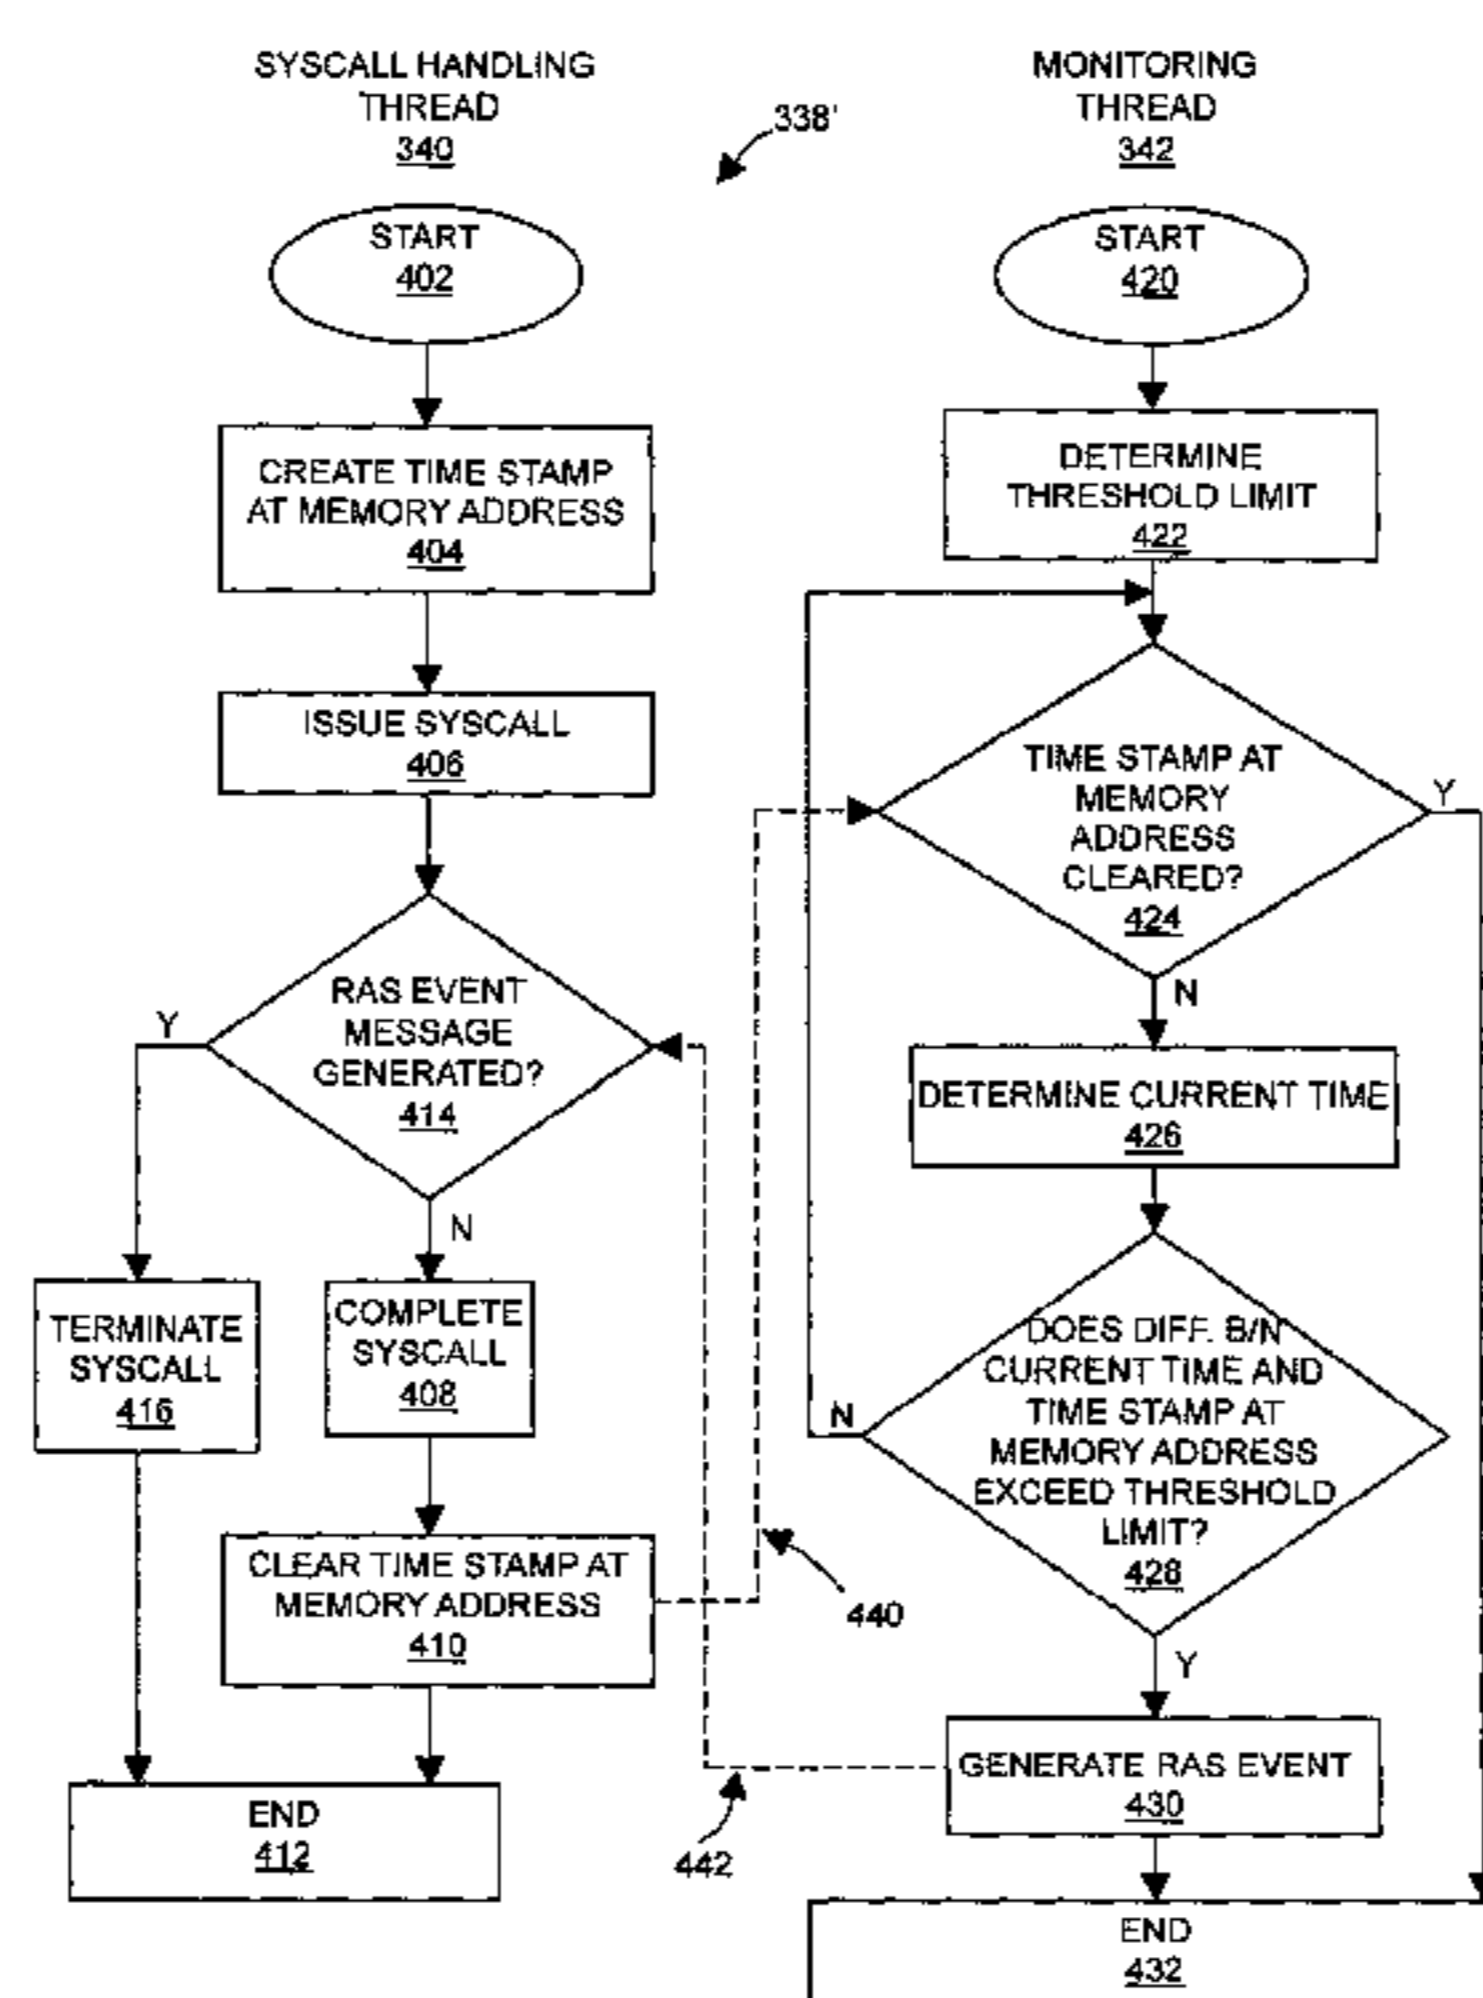 SYSCALL HANDLING
THREAD
340
338'
START
402
CREATE TIME STAMP
AT MEMORY ADDRESS
404
ISSUE SYSCALL
406
RAS EVENT
MESSAGE
GENERATED?
414
Y
N
TERMINATE
SYSCALL
416
COMPLETE
SYSCALL
408
CLEAR TIME STAMP AT
MEMORY ADDRESS
410
END
412
MONITORING
THREAD
342
START
420
DETERMINE
THRESHOLD LIMIT
422
TIME STAMP AT
MEMORY
ADDRESS
CLEARED?
424
Y
N
DETERMINE CURRENT TIME
426
DOES DIFF. B/N
CURRENT TIME AND
TIME STAMP AT
MEMORY ADDRESS
EXCEED THRESHOLD
LIMIT?
428
N
Y
440
GENERATE RAS EVENT
430
442
END
432